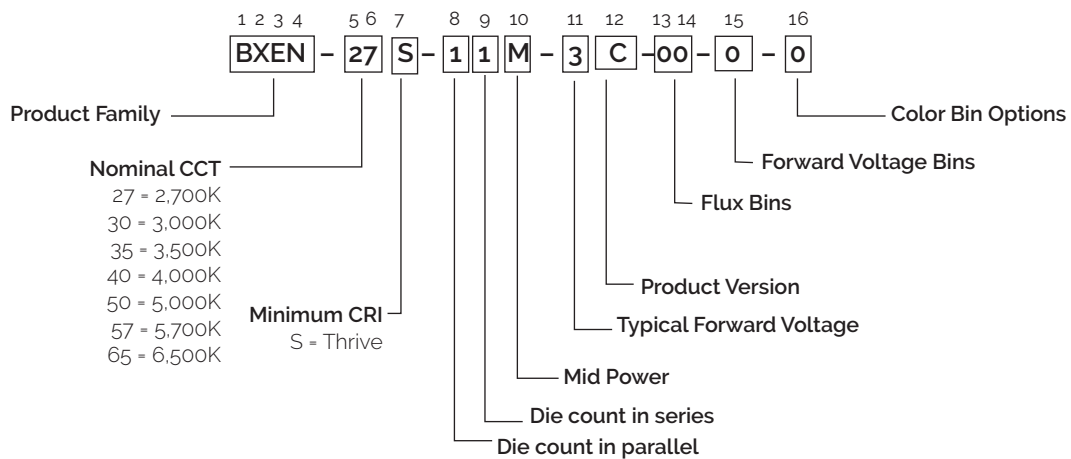 1 2 3 4 5 6 7 8 9 10 11 12 13 14 15 16
BXEN - 27 S - 1 1 M - 3 C - 00 - 0 - 0
Product Family
Color Bin Options
Nominal CCT
Forward Voltage Bins
27 = 2,700K
30 = 3,000K
Flux Bins
35 = 3,500K
40 = 4,000K
50 = 5,000K
Product Version
57 = 5,700K
Minimum CRI
Typical Forward Voltage
65 = 6,500K
S = Thrive
Mid Power
Die count in series
Die count in parallel